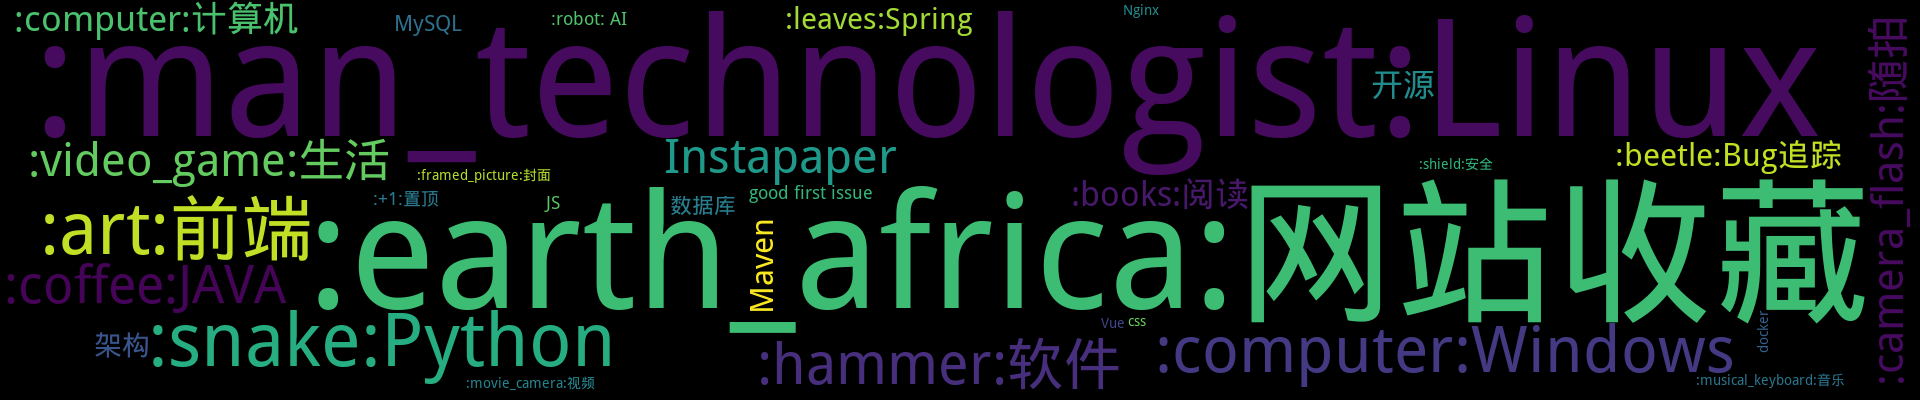 :computer:计算机
MySQL
:robot: AI
:leaves:Spring
Nginx
:man_technologist:Linux
开源
:camera_flash:随拍
:video_game:生活
Instapaper
:beetle:Bug追踪
:framed_picture:封面
:shield:安全
:+1:置顶
JS
数据库
good first issue
:books:阅读
:art:前端
:earth_africa:网站收藏
Maven
:coffee:JAVA
:snake:Python
架构
Vue
css
docker
:hammer:软件
:computer:Windows
:movie_camera:视频
:musical_keyboard:音乐